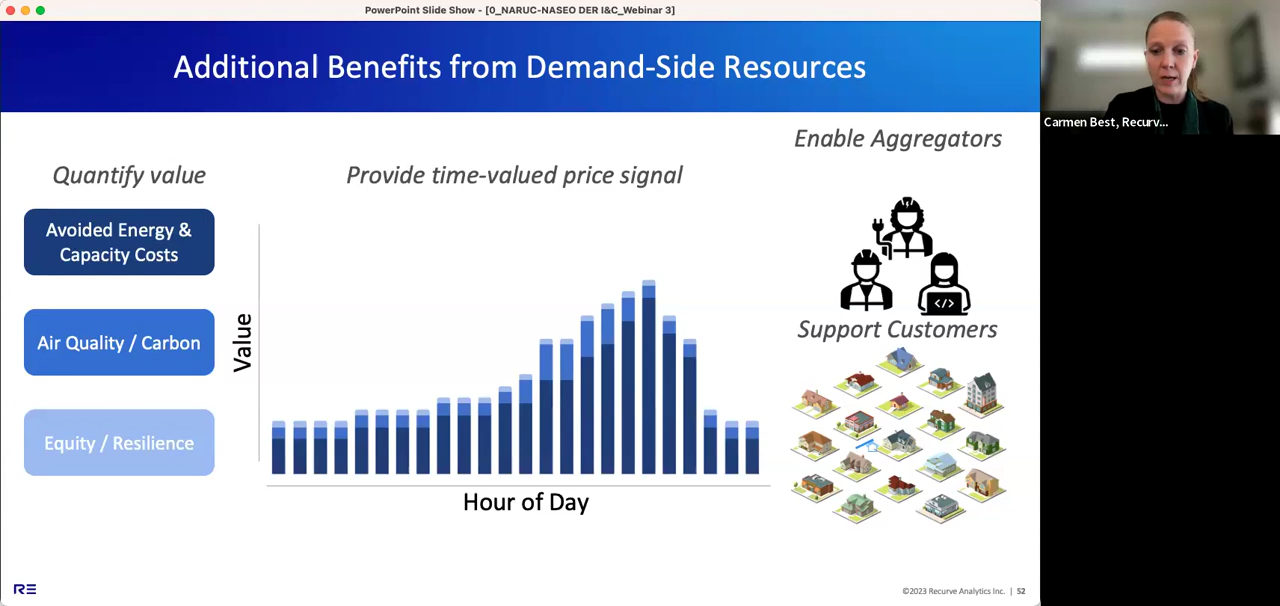 PowerPoint Slide Show - [0_NARUC-NASEO DER I&C_Webinar 3]
Additional Benefits from Demand-Side Resources
Carmen Best, Recurv...
Enable Aggregators
Quantify value
Provide time-valued price signal
Avoided Energy &
Capacity Costs
Air Quality / Carbon
Equity / Resilience
Value
Hour of Day
</>
Support Customers
RE
©2023 Recurve Analytics Inc. | 52